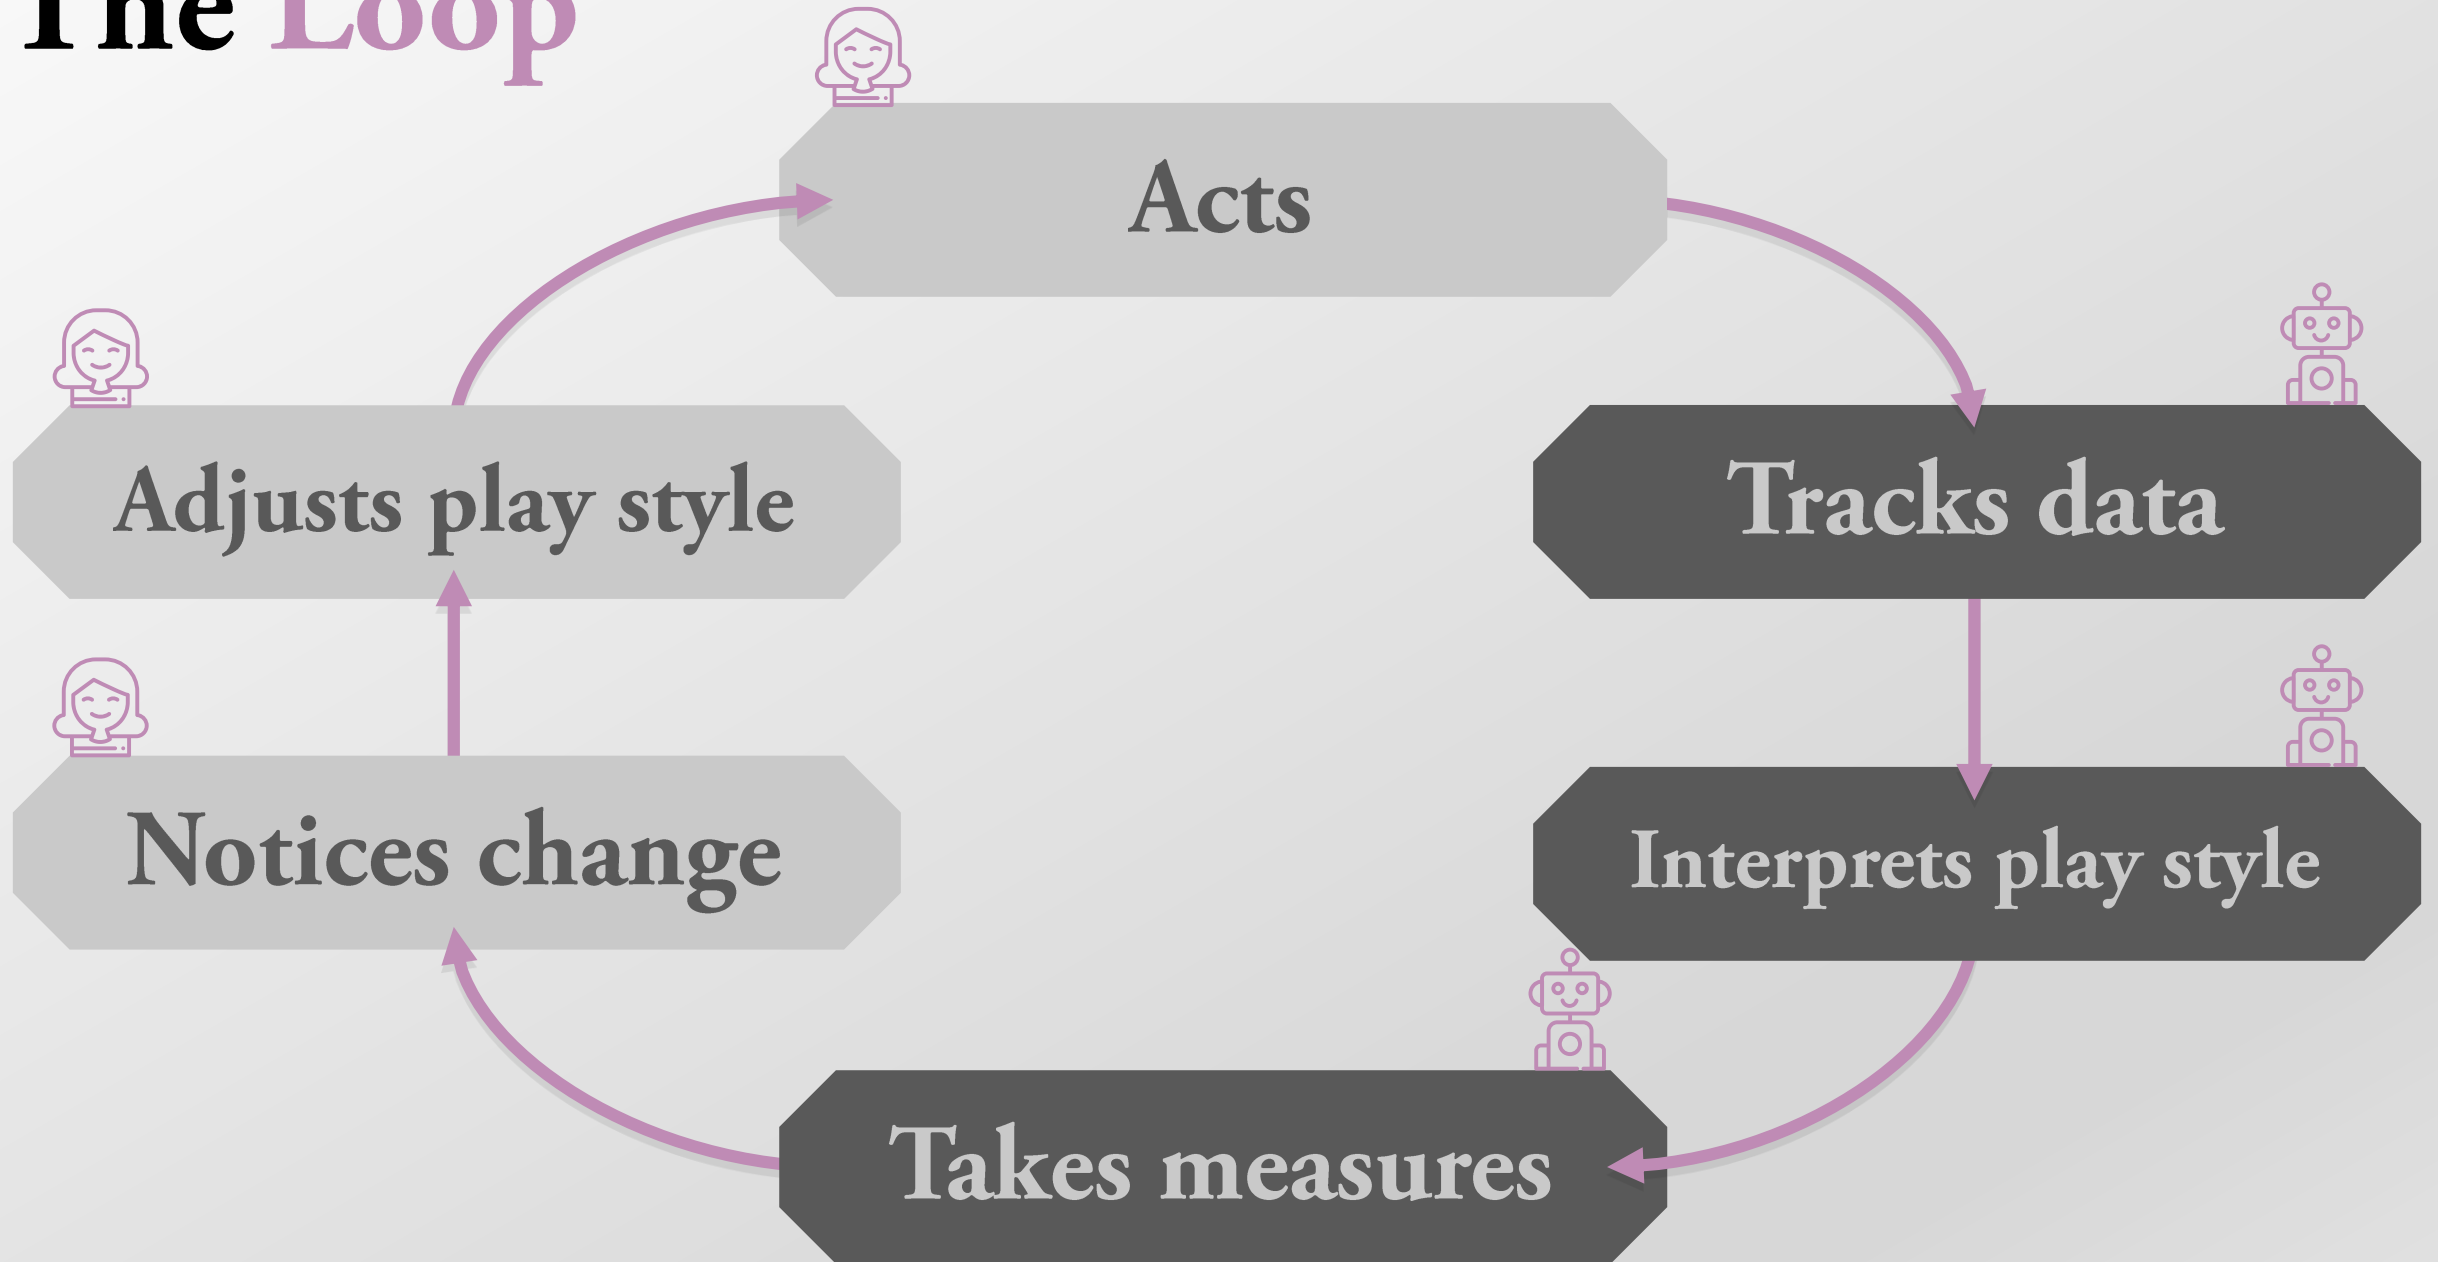 The Loop
Acts
Adjusts play style
Tracks data
Notices change
Interprets play style
Takes measures